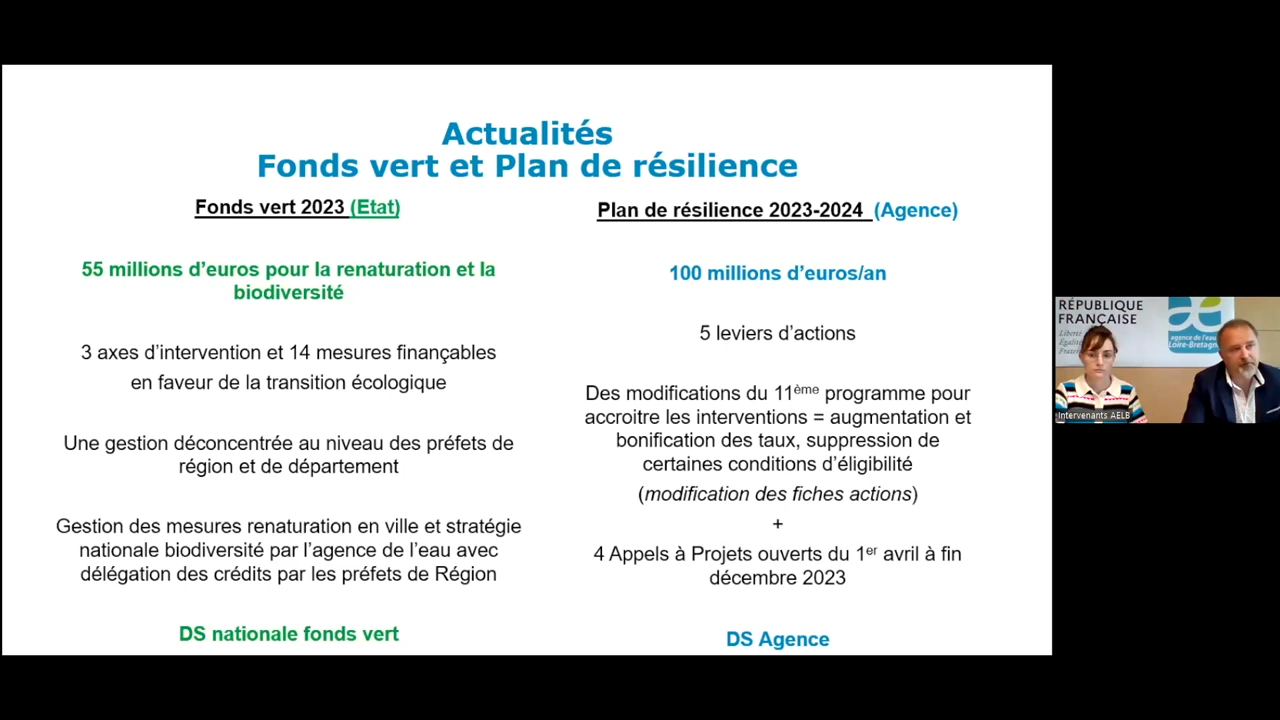 Actualités
Fonds vert et Plan de résilience
Fonds vert 2023 (Etat)
55 millions d'euros pour la renaturation et la
biodiversité
3 axes d'intervention et 14 mesures finançables
en faveur de la transition écologique
Une gestion déconcentrée au niveau des préfets de
région et de département
Gestion des mesures renaturation en ville et stratégie
nationale biodiversité par l'agence de l'eau avec
délégation des crédits par les préfets de Région
DS nationale fonds vert
Plan de résilience 2023-2024 (Agence)
100 millions d'euros/an
5 leviers d'actions
Des modifications du 11ème programme pour
accroitre les interventions = augmentation et
bonification des taux, suppression de
certaines conditions d'éligibilité
(modification des fiches actions)
+
4 Appels à Projets ouverts du 1er avril à fin
décembre 2023
DS Agence
RÉPUBLIQUE
FRANÇAISE
Liberté
agence de l'eau
Loire-Bretagne
Intervenants AELB